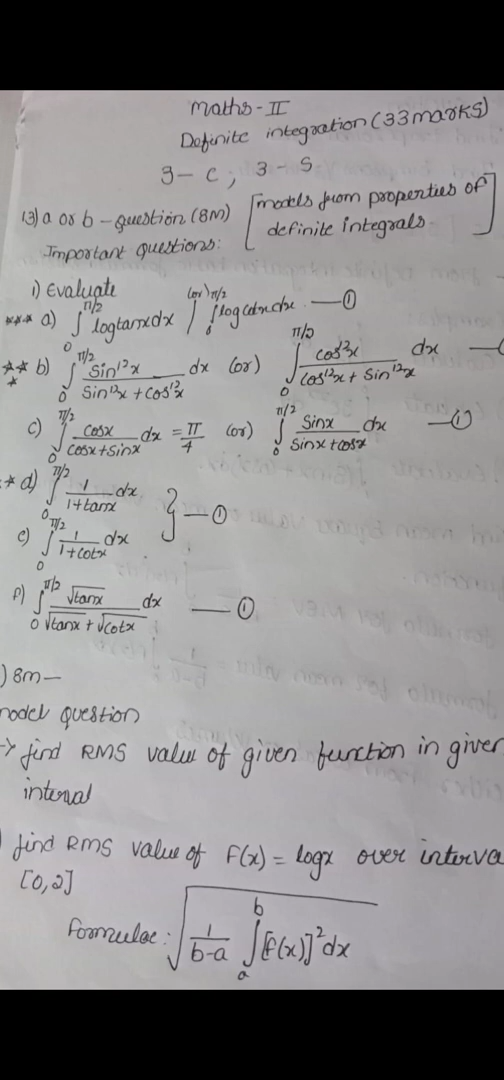 maths-II
Definite integration (33 marks)
3-c, 3-s
13) a or b - question (8M) [models from properties of definite integrals]
Important questions:
1) Evaluate
*** a) ∫₀^{π/2} log tanx dx (or) ∫₀^{π/2} log cotx dx —①
*** b) ∫₀^{π/2} Sin¹²x / (Sin¹²x + cos¹²x) dx (or) ∫₀^{π/2} cos¹²x / (cos¹²x + Sin¹²x) dx —
c) ∫₀^{π/2} cosx / (cosx + sinx) dx = π/4 (or) ∫₀^{π/2} Sinx / (Sinx + cosx) dx —①
* d) ∫₀^{π/2} 1 / (1+tanx) dx
e) ∫₀^{π/2} 1 / (1+cotx) dx } —①
f) ∫₀^{π/2} √tanx / (√tanx + √cotx) dx —①
) 8m —
model question
→ find RMS value of given function in given
interval
) find RMS value of F(x) = logx over interva
[0,2]
Formulae: √( 1/(b-a) ∫ₐᵇ [f(x)]² dx )